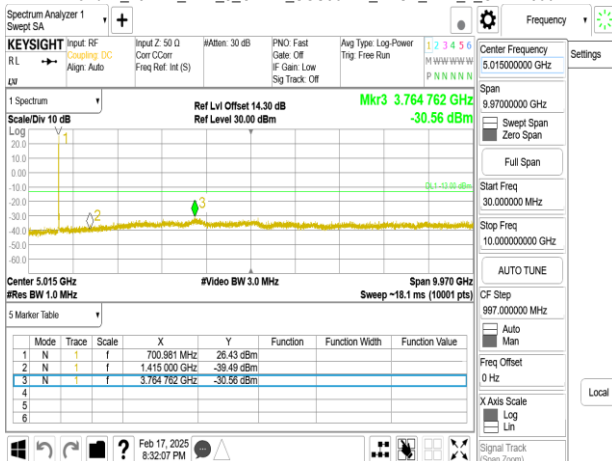 Spectrum Analyzer 1
Swept SA
+
Frequency
Settings
KEYSIGHT
RL
Input: RF
Coupling: DC
Align: Auto
Input Z: 50 Ω
Corr CCorr
Freq Ref: Int (S)
#Atten: 30 dB
PNO: Fast
Gate: Off
IF Gain: Low
Sig Track: Off
Avg Type: Log-Power
Trig: Free Run
1 2 3 4 5 6
M W W W W W
P N N N N N
1 Spectrum
Scale/Div 10 dB
Log
Ref Lvl Offset 14.30 dB
Ref Level 30.00 dBm
Mkr3 3.764 762 GHz
-30.56 dBm
20.0
10.0
0.00
-10.0
-20.0
-30.0
-40.0
-50.0
-60.0
1
2
3
DL1 -13.00 dBm
Center 5.015 GHz
#Res BW 1.0 MHz
#Video BW 3.0 MHz
Span 9.970 GHz
Sweep ~18.1 ms (10001 pts)
5 Marker Table
Mode Trace Scale X Y Function Function Width Function Value
1 N 1 f 700.981 MHz 26.43 dBm
2 N 1 f 1.415 000 GHz -39.49 dBm
3 N 1 f 3.764 762 GHz -30.56 dBm
4
5
6
Center Frequency
5.015000000 GHz
Span
9.97000000 GHz
Swept Span
Zero Span
Full Span
Start Freq
30.000000 MHz
Stop Freq
10.000000000 GHz
AUTO TUNE
CF Step
997.000000 MHz
Auto
Man
Freq Offset
0 Hz
X Axis Scale
Log
Lin
Signal Track
(Span Zoom)
Local
?
Feb 17, 2025
8:32:07 PM